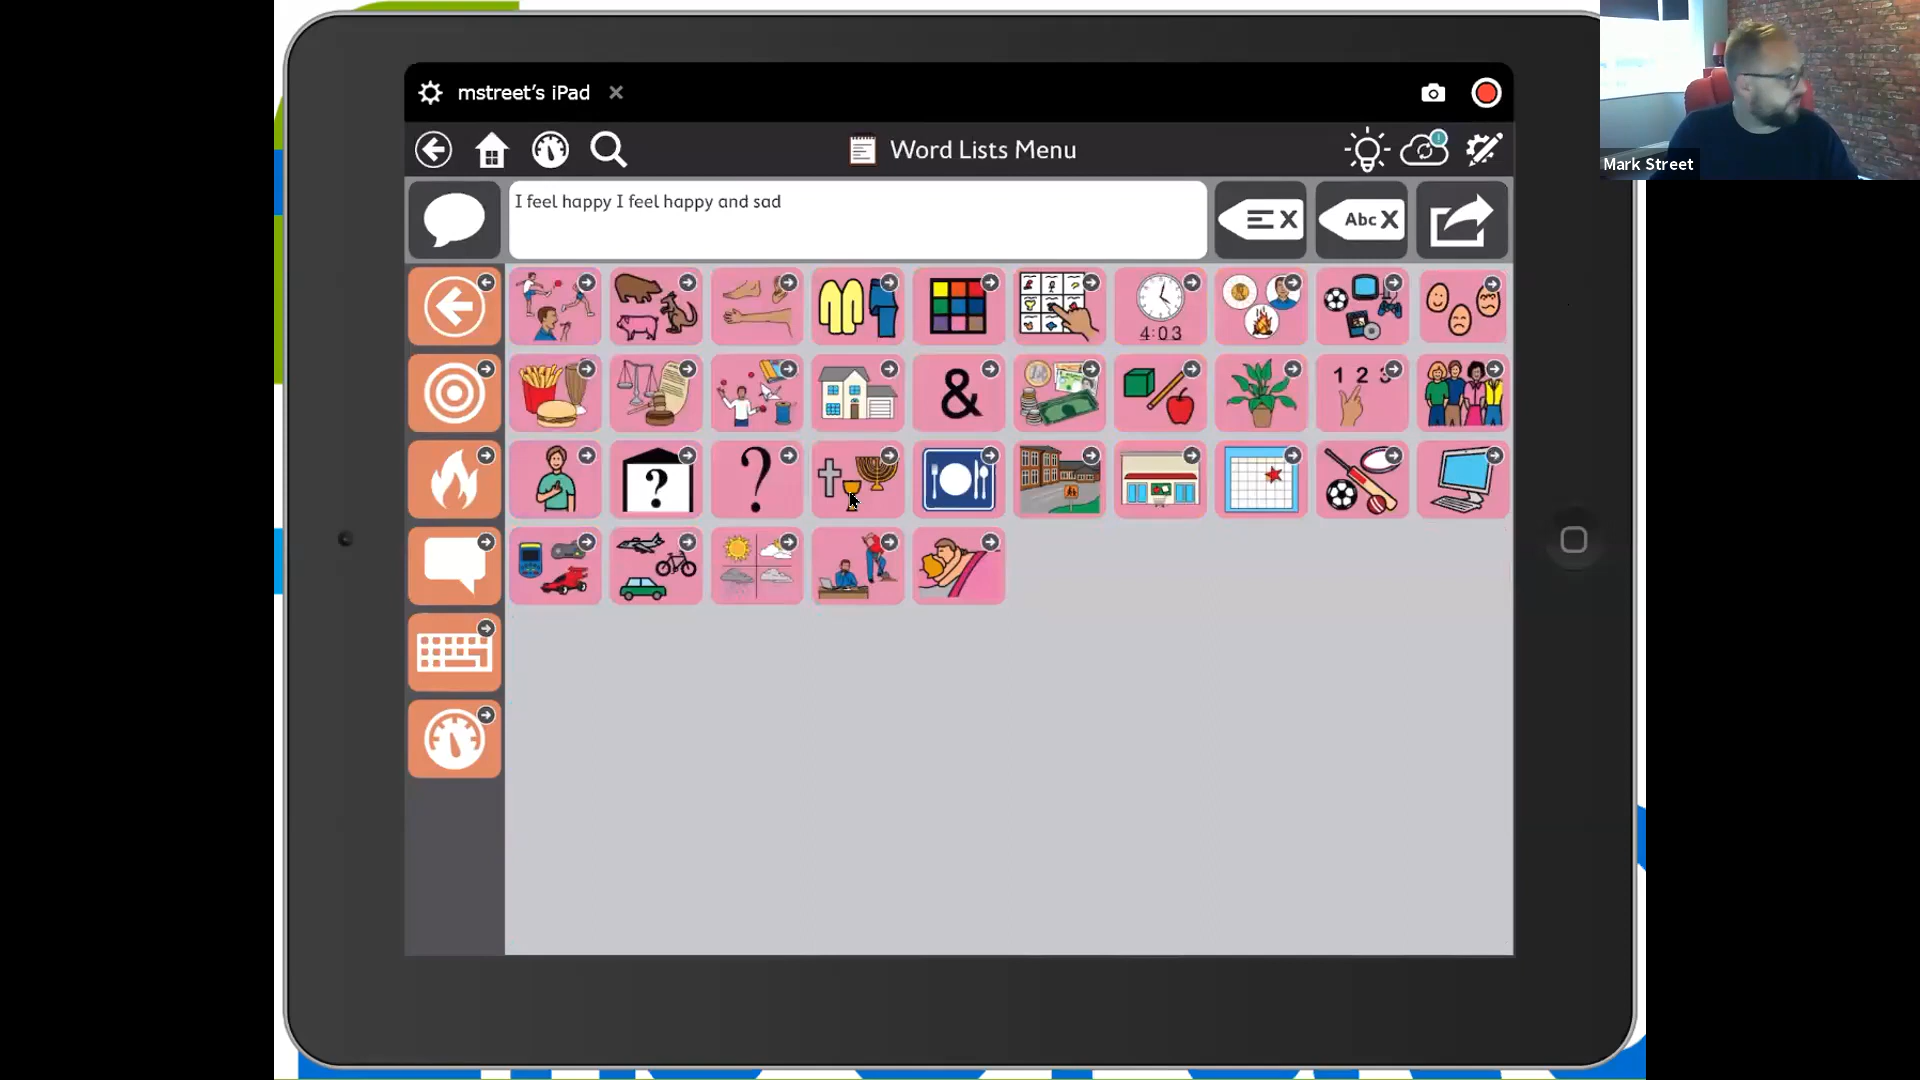 mstreet's iPad
Word Lists Menu
Mark Street
I feel happy I feel happy and sad
Abc X
4:03
&
1 2 3
?
?